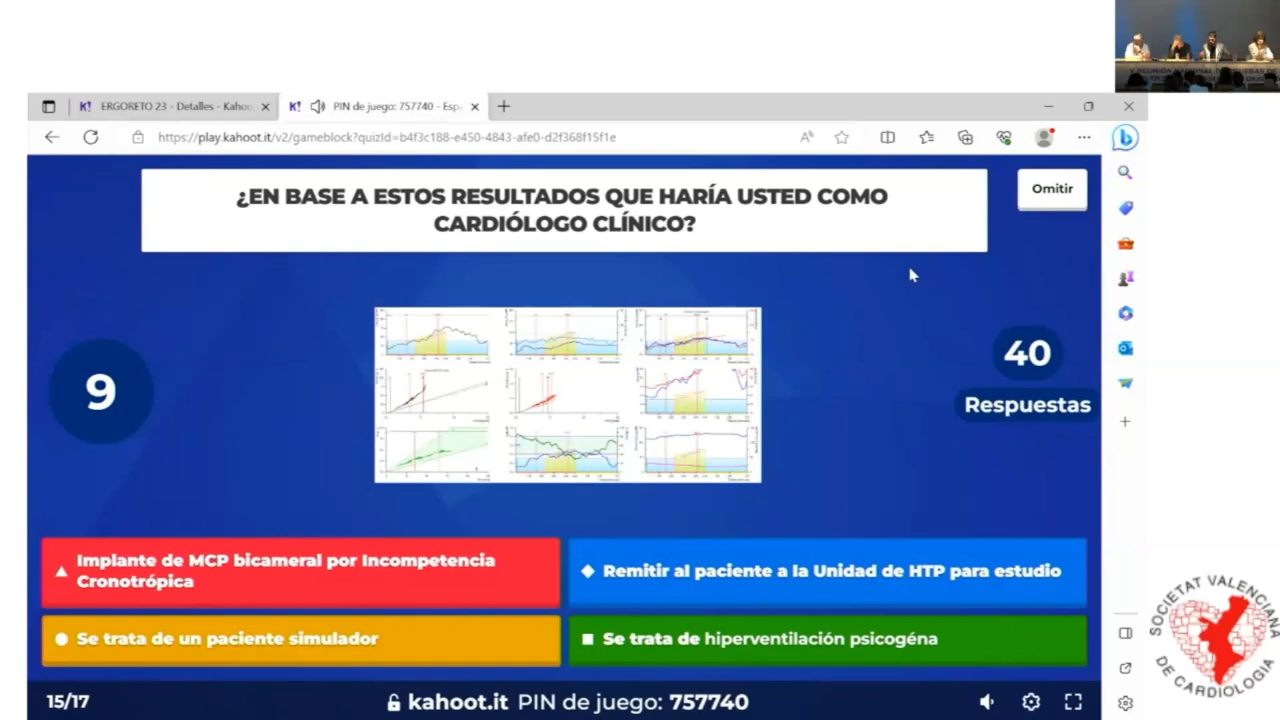 ERGORETO 23 - Detalles - Kahoo
PIN de juego: 757740 - Esp
https://play.kahoot.it/v2/gameblock?quizId=b4f3c188-e450-4843-afe0-d2f368f15f1e
¿EN BASE A ESTOS RESULTADOS QUE HARÍA USTED COMO
CARDIÓLOGO CLÍNICO?
Omitir
9
40
Respuestas
Implante de MCP bicameral por Incompetencia
Cronotrópica
Remitir al paciente a la Unidad de HTP para estudio
Se trata de un paciente simulador
Se trata de hiperventilación psicogéna
15/17
kahoot.it PIN de juego: 757740
SOCIETAT VALENCIANA
DE CARDIOLOGIA